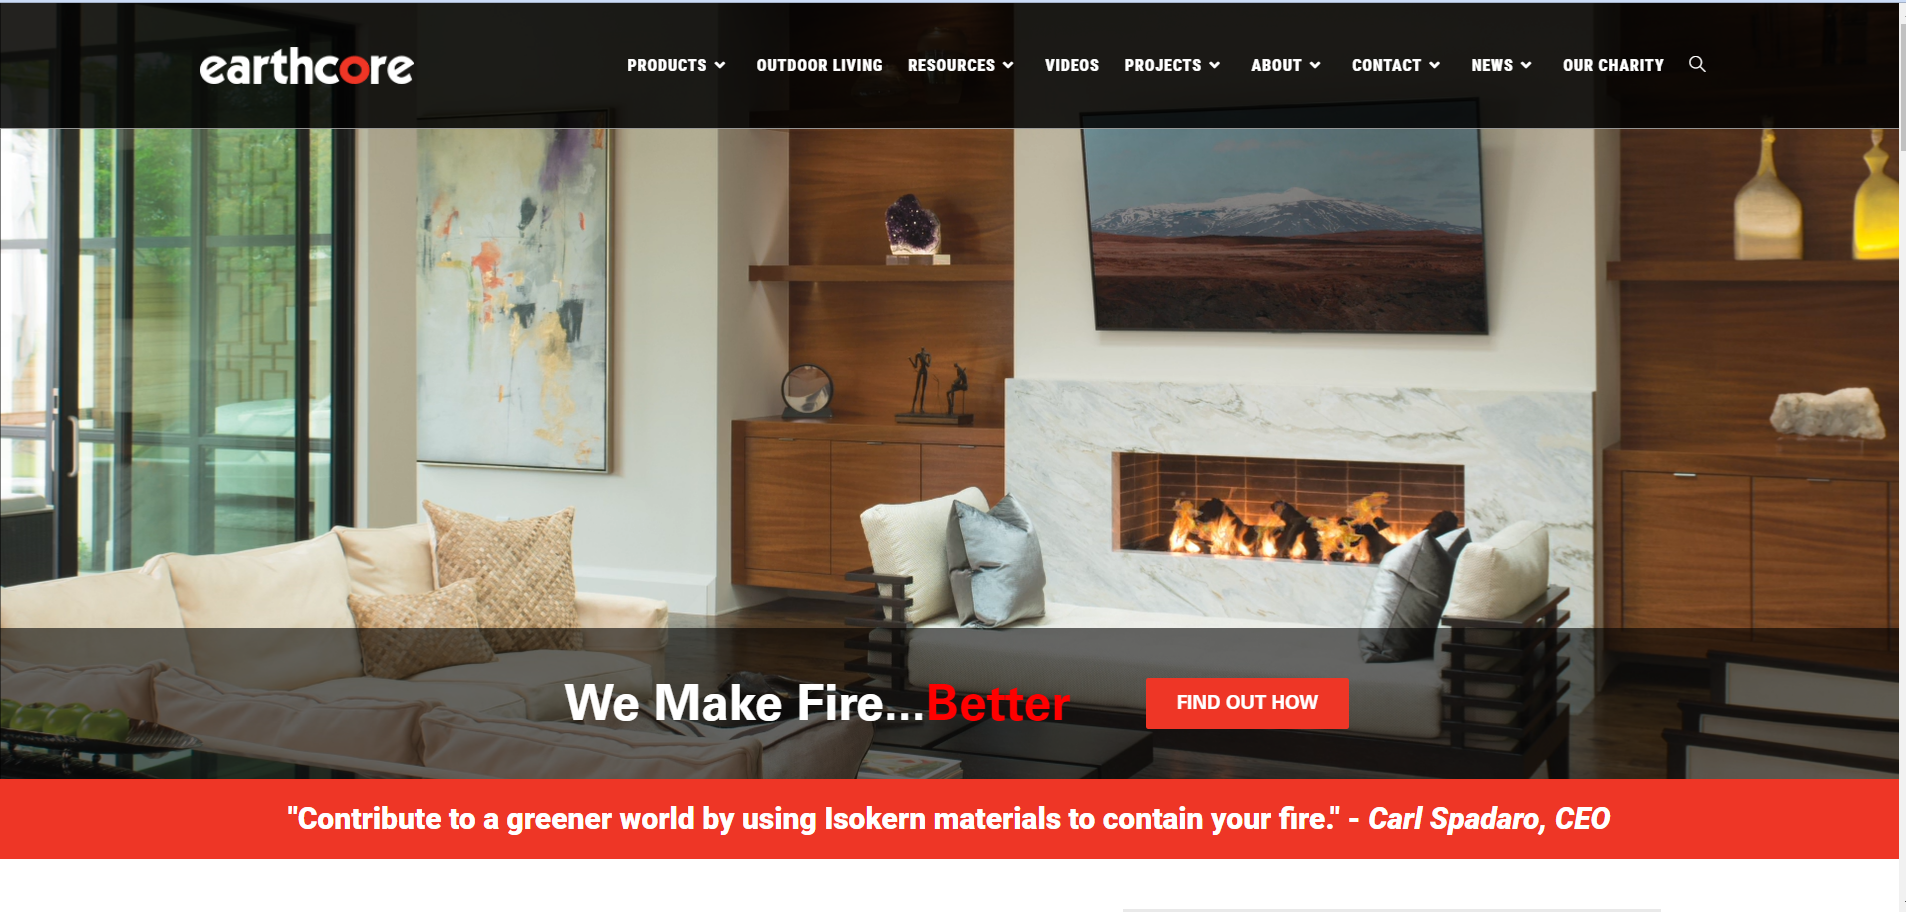 earthcore
PRODUCTS OUTDOOR LIVING RESOURCES VIDEOS PROJECTS ABOUT CONTACT NEWS OUR CHARITY
We Make Fire...Better
FIND OUT HOW
"Contribute to a greener world by using Isokern materials to contain your fire." - Carl Spadaro, CEO